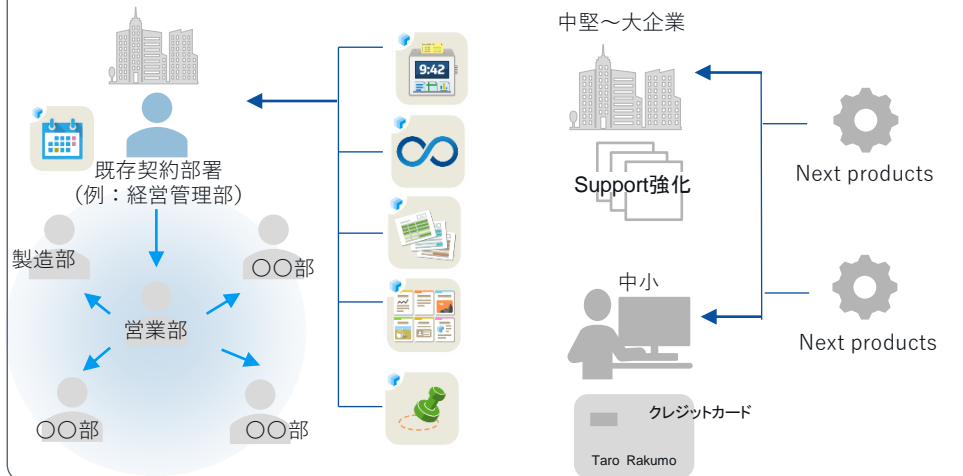 既存契約部署
（例：経営管理部）
製造部
〇〇部
営業部
〇〇部
〇〇部
9:42
中堅～大企業
Support強化
Next products
中小
Next products
クレジットカード
Taro Rakumo